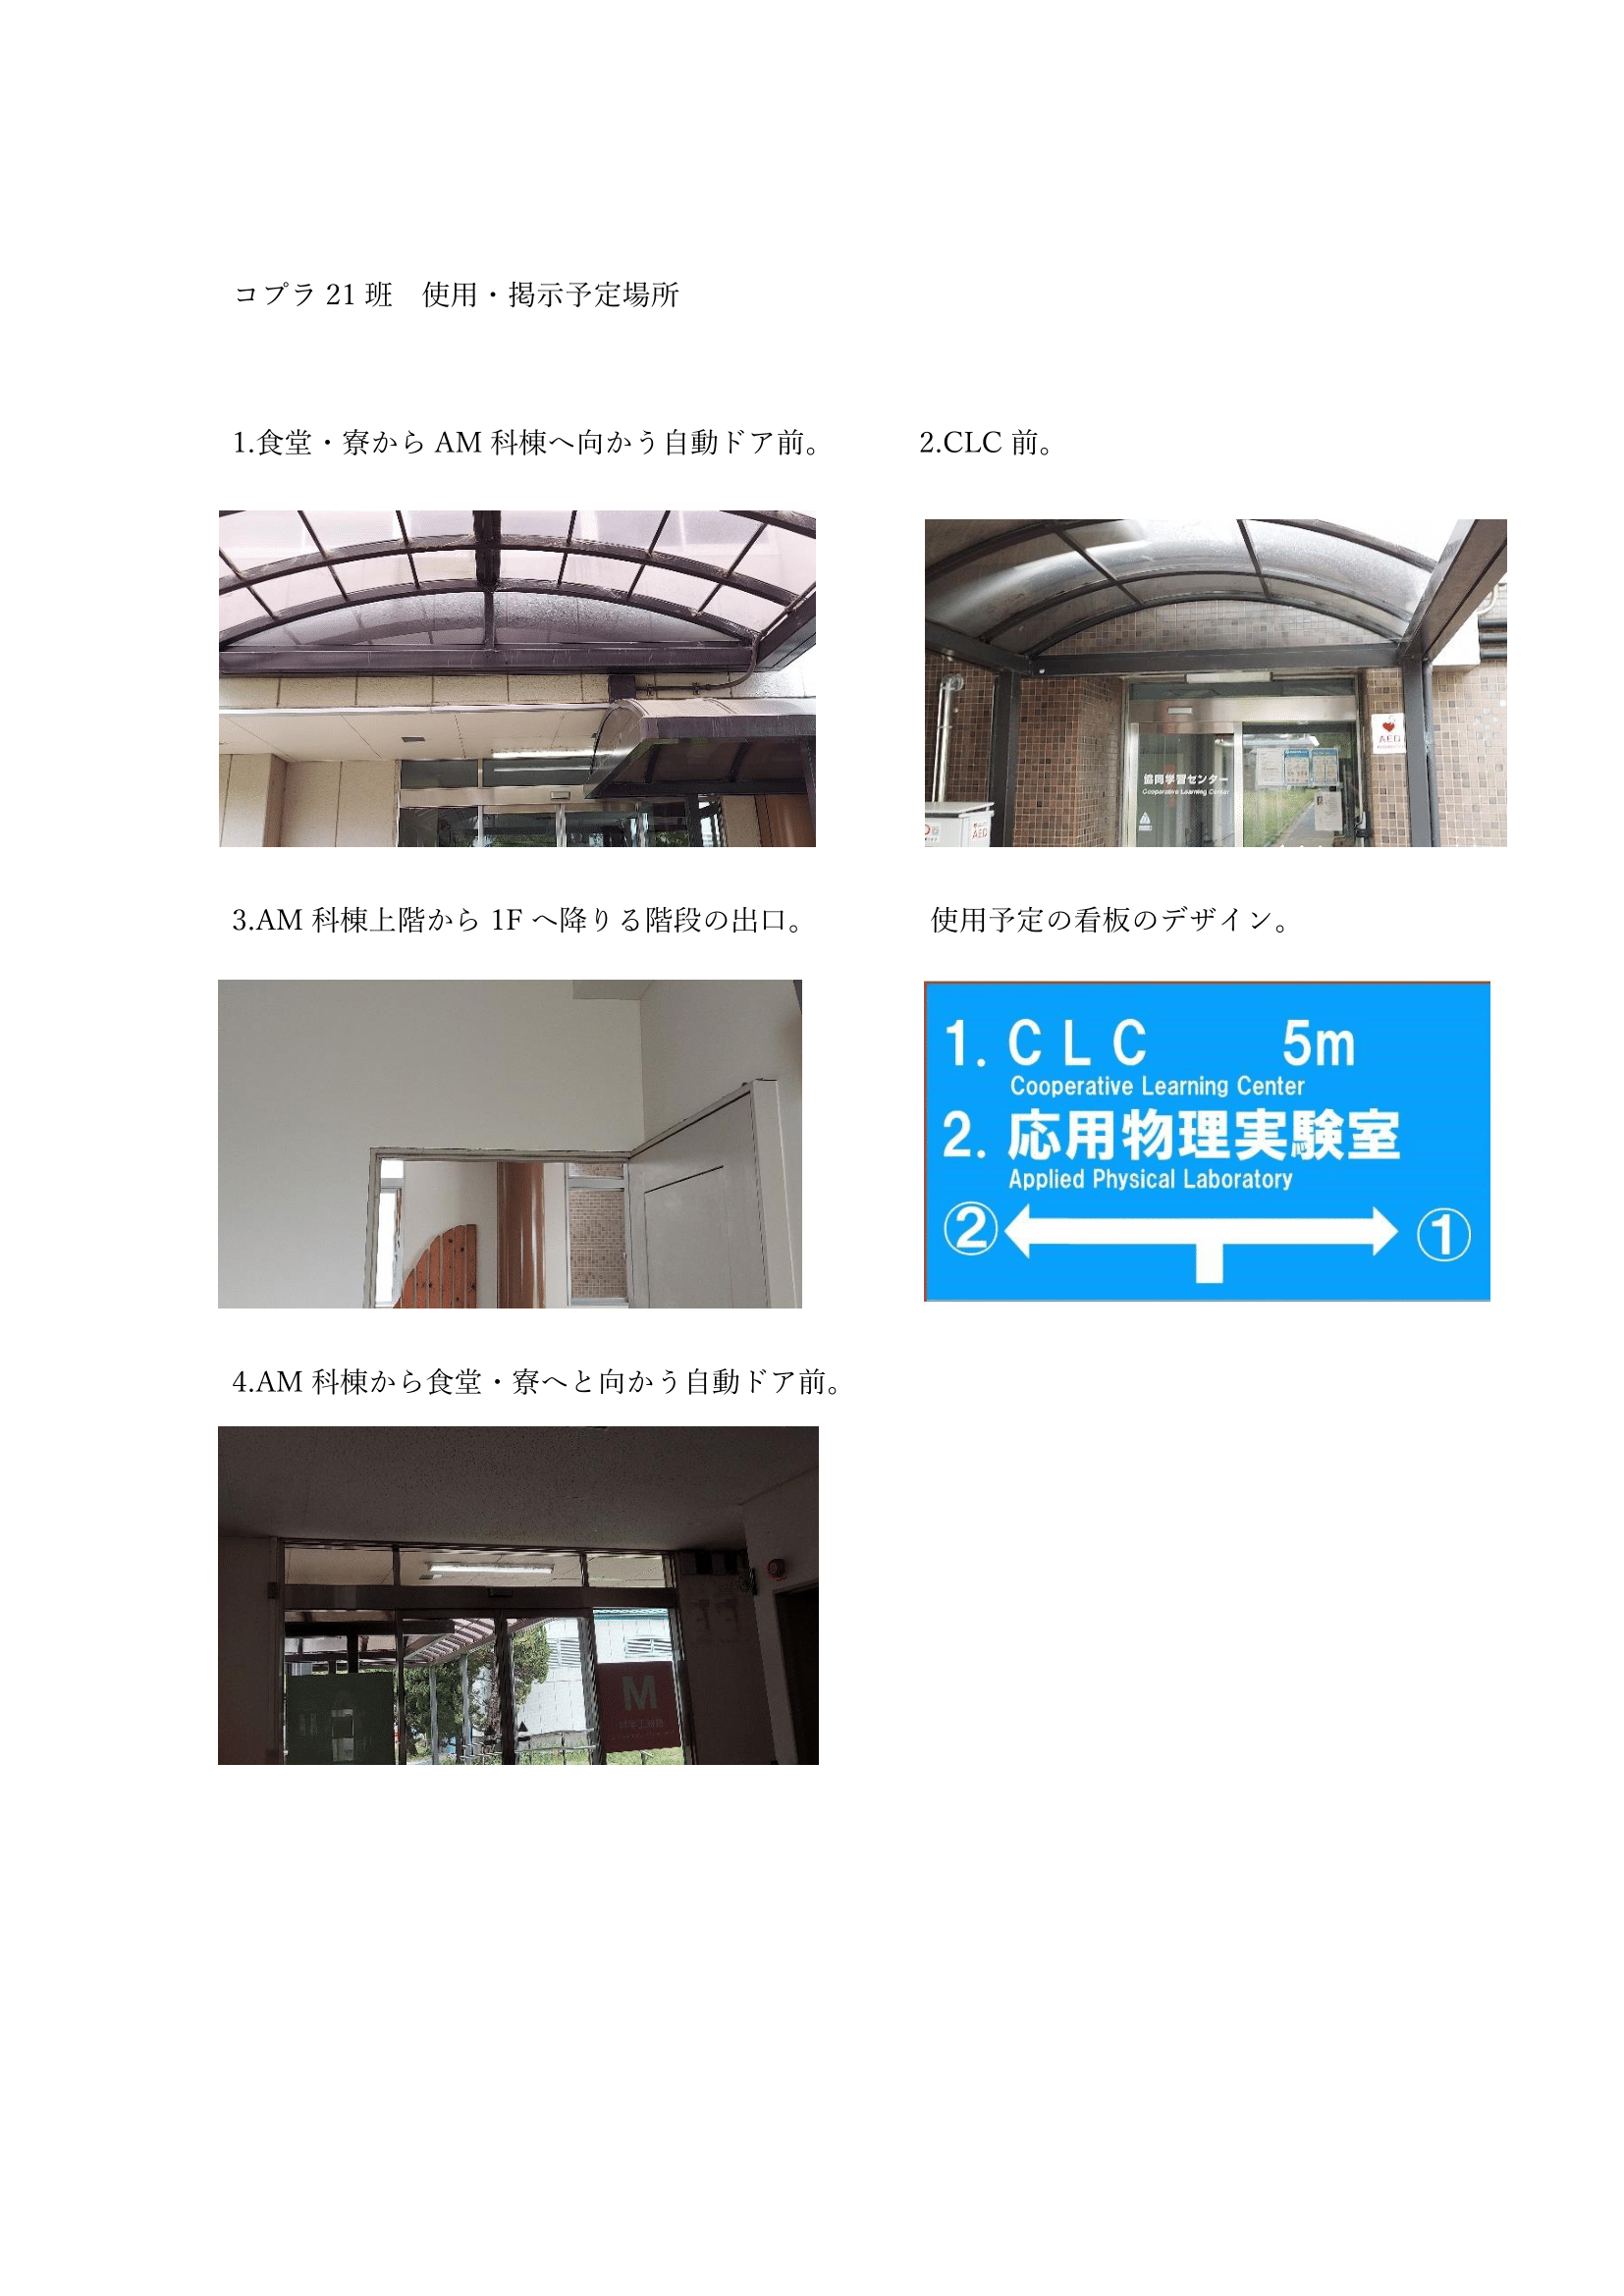 コプラ 21 班　使用・掲示予定場所
1.食堂・寮から AM 科棟へ向かう自動ドア前。
2.CLC 前。
協同学習センター
Cooperative Learning Center
AED
AED
3.AM 科棟上階から 1F へ降りる階段の出口。
使用予定の看板のデザイン。
1. ＣＬＣ　　5m
Cooperative Learning Center
2. 応用物理実験室
Applied Physical Laboratory
② ①
4.AM 科棟から食堂・寮へと向かう自動ドア前。
M